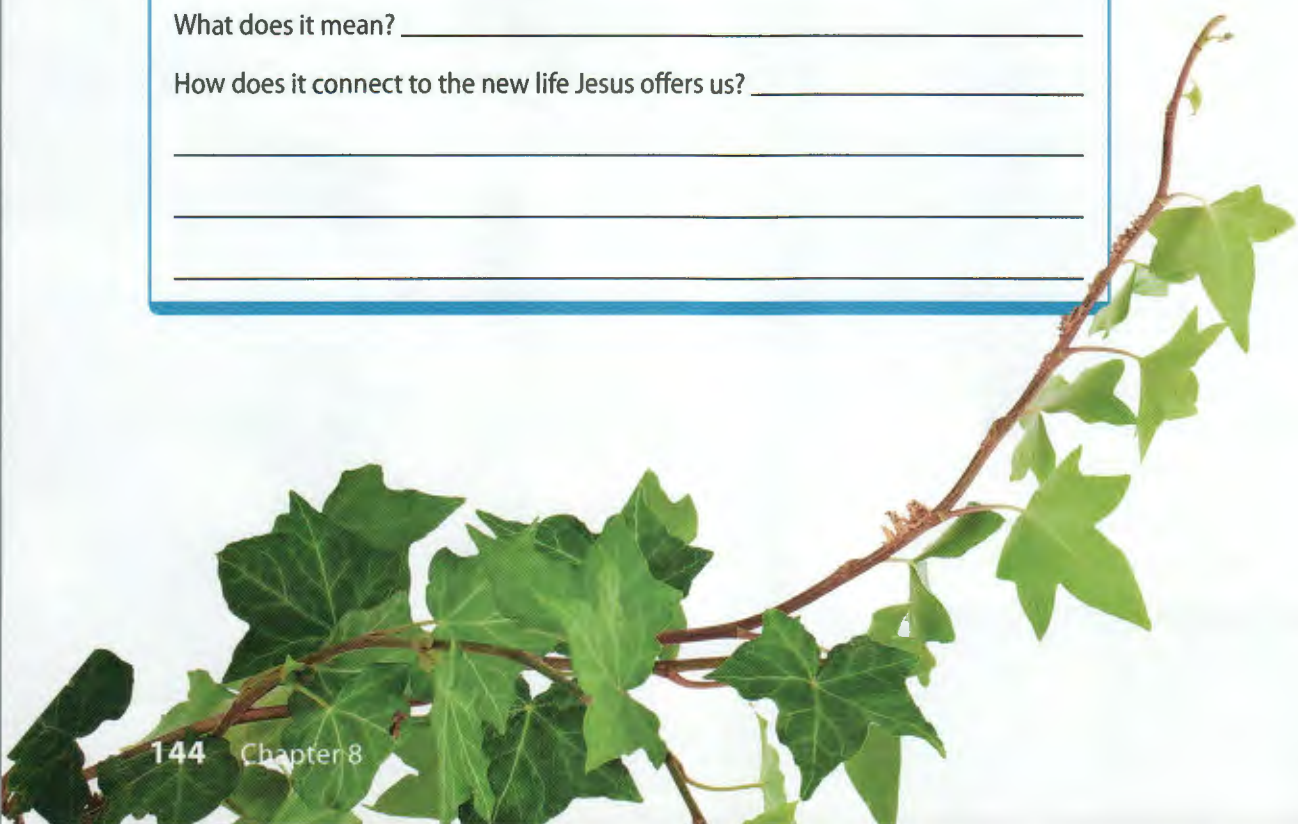 What does it mean?
How does it connect to the new life Jesus offers us?
144 Chapter 8